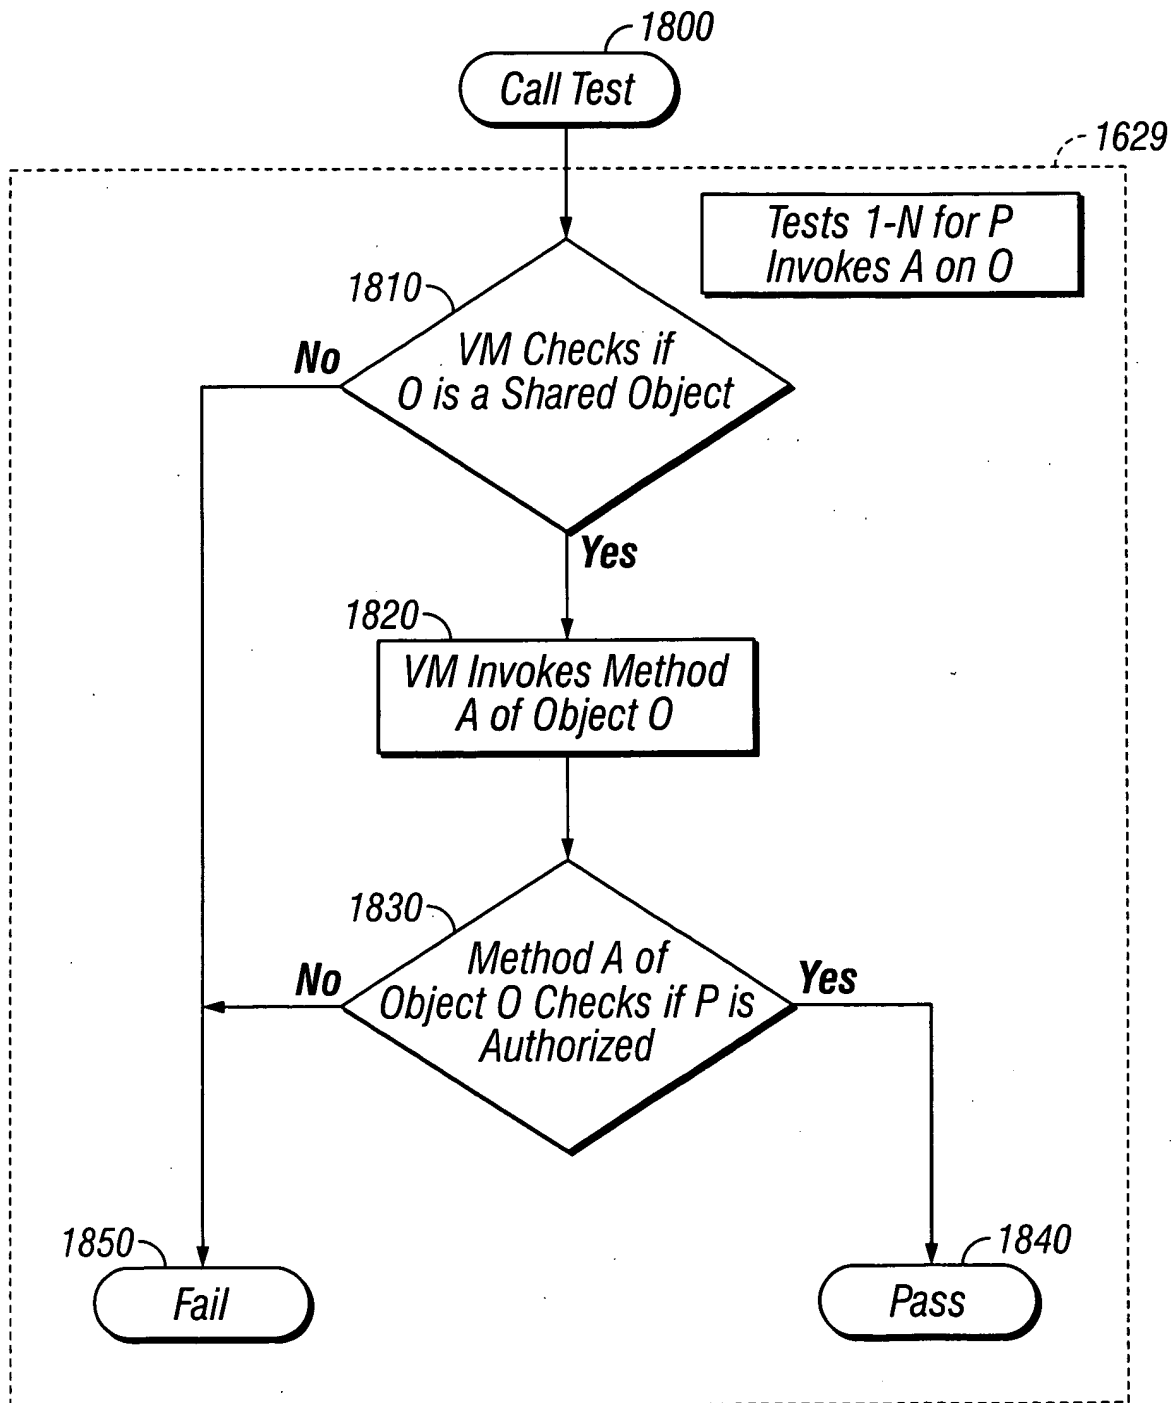 1800
Call Test
1629
Tests 1-N for P
Invokes A on O
1810
VM Checks if
O is a Shared Object
No
Yes
1820
VM Invokes Method
A of Object O
1830
Method A of
Object O Checks if P is
Authorized
No
Yes
1850
Fail
1840
Pass